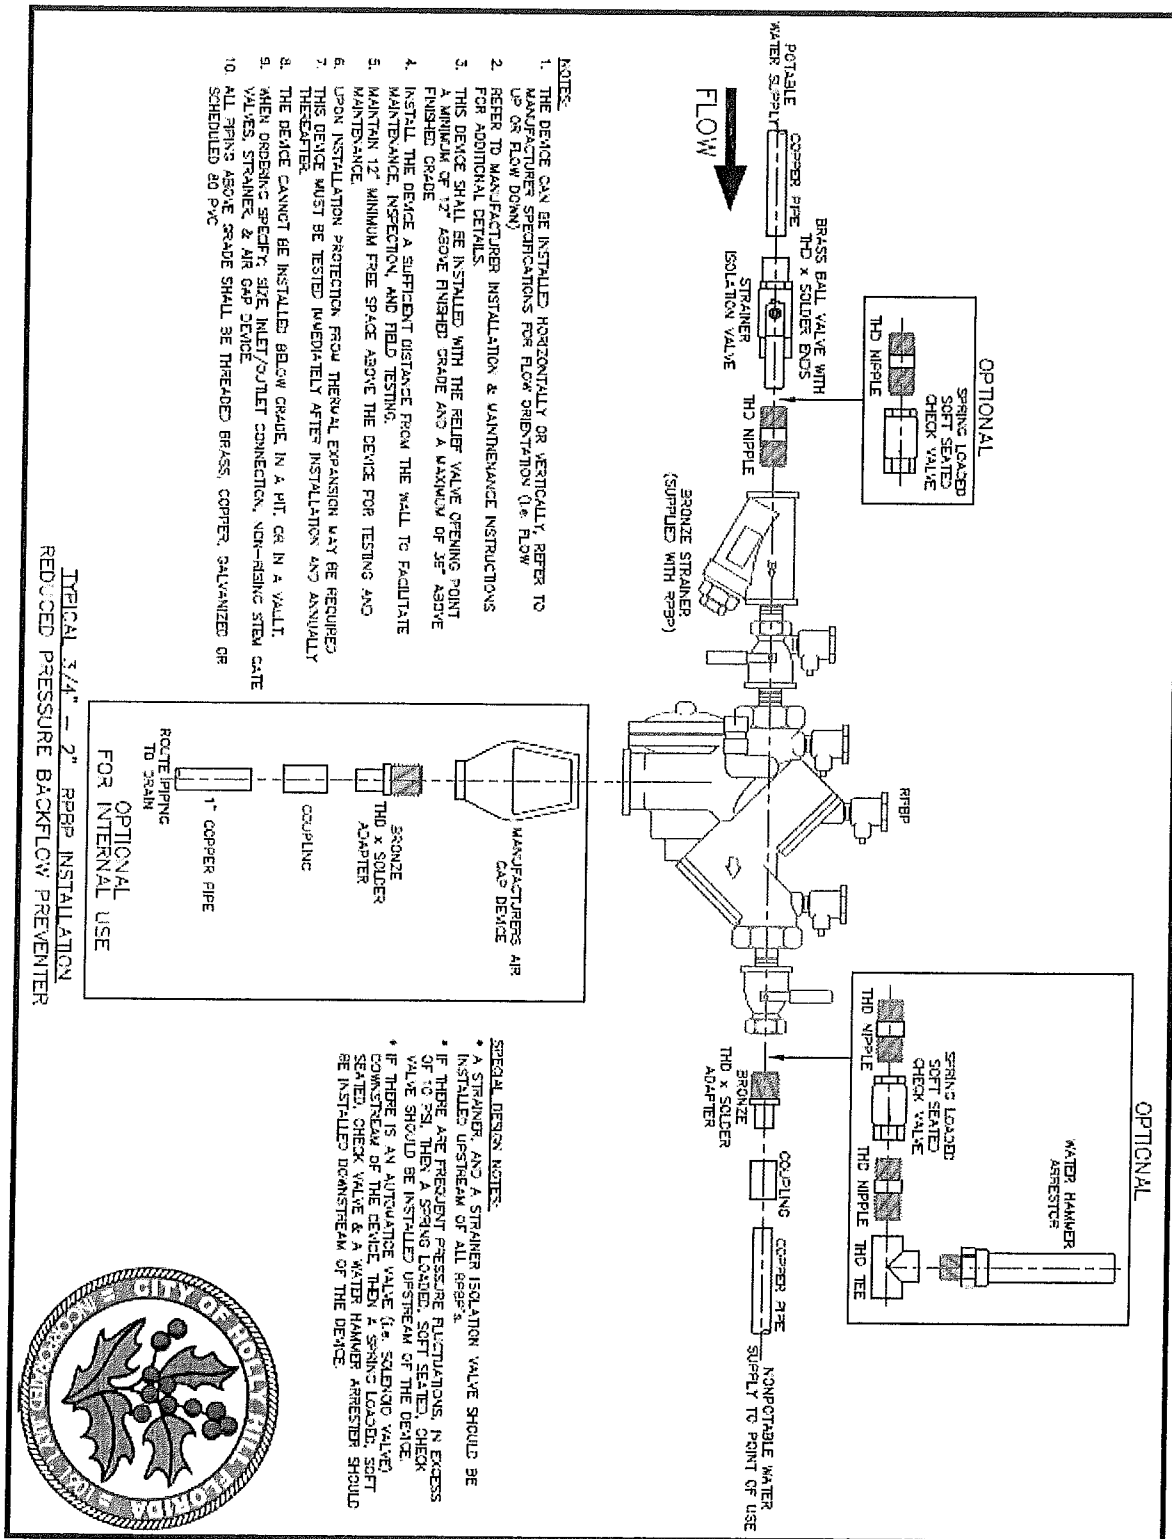 OPTIONAL
SPRING LOADED
SOFT SEATED
CHECK VALVE
THD NIPPLE
OPTIONAL
WATER HAMMER
ARRESTOR
SPRING LOADED
SOFT SEATED
CHECK VALVE
THD NIPPLE
THD NIPPLE
THD TEE
POTABLE
WATER SUPPLY
FLOW
COPPER PIPE
BRASS BALL VALVE WITH
THD x SOLDER ENDS
STRAINER
ISOLATION VALVE
THD NIPPLE
BRONZE STRAINER
(SUPPLIED WITH RPBP)
RPBP
BRONZE
THD x SOLDER
ADAPTER
COUPLING
COPPER PIPE
NONPOTABLE WATER
SUPPLY TO POINT OF USE
NOTES:
1. THE DEVICE CAN BE INSTALLED HORIZONTALLY OR VERTICALLY, REFER TO
MANUFACTURER SPECIFICATIONS FOR FLOW ORIENTATION (i.e. FLOW
UP OR FLOW DOWN)
2. REFER TO MANUFACTURER INSTALLATION & MAINTNENANCE INSTRUCTIONS
FOR ADDITIONAL DETAILS.
3. THIS DEVICE SHALL BE INSTALLED WITH THE RELIEF VALVE OPENING POINT
A MINIMUM OF 12" ABOVE FINISHED GRADE AND A MAXIMUM OF 36" ABOVE
FINISHED GRADE
4. INSTALL THE DEVICE A SUFFICIENT DISTANCE FROM THE WALL TO FACILITATE
MAINTENANCE, INSPECTION, AND FIELD TESTING.
5. MAINTAIN 12" MINIMUM FREE SPACE ABOVE THE DEVICE FOR TESTING AND
MAINTENANCE.
6. UPON INSTALLATION PROTECTION FROM THERMAL EXPANSION MAY BE REQUIRED
7. THIS DEVICE MUST BE TESTED IMMEDIATELY AFTER INSTALLATION AND ANNUALLY
THEREAFTER.
8. THE DEVICE CANNOT BE INSTALLED BELOW GRADE, IN A PIT, OR IN A VAULT.
9. WHEN ORDERING SPECIFY: SIZE, INLET/OUTLET CONNECTION, NON-RISING STEM GATE
VALVES, STRAINER, & AIR GAP DEVICE.
10. ALL PIPING ABOVE GRADE SHALL BE THREADED BRASS, COPPER, GALVANIZED OR
SCHEDULED 80 PVC
MANUFACTURERS AIR
GAP DEVICE
BRONZE
THD x SOLDER
ADAPTER
COUPLING
1" COPPER PIPE
ROUTE PIPING
TO DRAIN
OPTIONAL
FOR INTERNAL USE
SPECIAL DESIGN NOTES:
* A STRAINER, AND A STRAINER ISOLATION VALVE SHOULD BE
INSTALLED UPSTREAM OF ALL RPBP's.
* IF THERE ARE FREQUENT PRESSURE FLUCTUATIONS, IN EXCESS
OF 10 PSI, THEN A SPRING LOADED, SOFT SEATED, CHECK
VALVE SHOULD BE INSTALLED UPSTREAM OF THE DEVICE.
* IF THERE IS AN AUTOMATICE VALVE (i.e. SOLENOID VALVE)
DOWNSTREAM OF THE DEVICE, THEN A SPRING LOADED, SOFT
SEATED, CHECK VALVE & A WATER HAMMER ARRESTER SHOULD
BE INSTALLED DOWNSTREAM OF THE DEVICE.
TYPICAL 3/4" – 2" RPBP INSTALLATION
REDUCED PRESSURE BACKFLOW PREVENTER
CITY OF HOLLY HILL FLORIDA
INCORPORATED JULY 1901